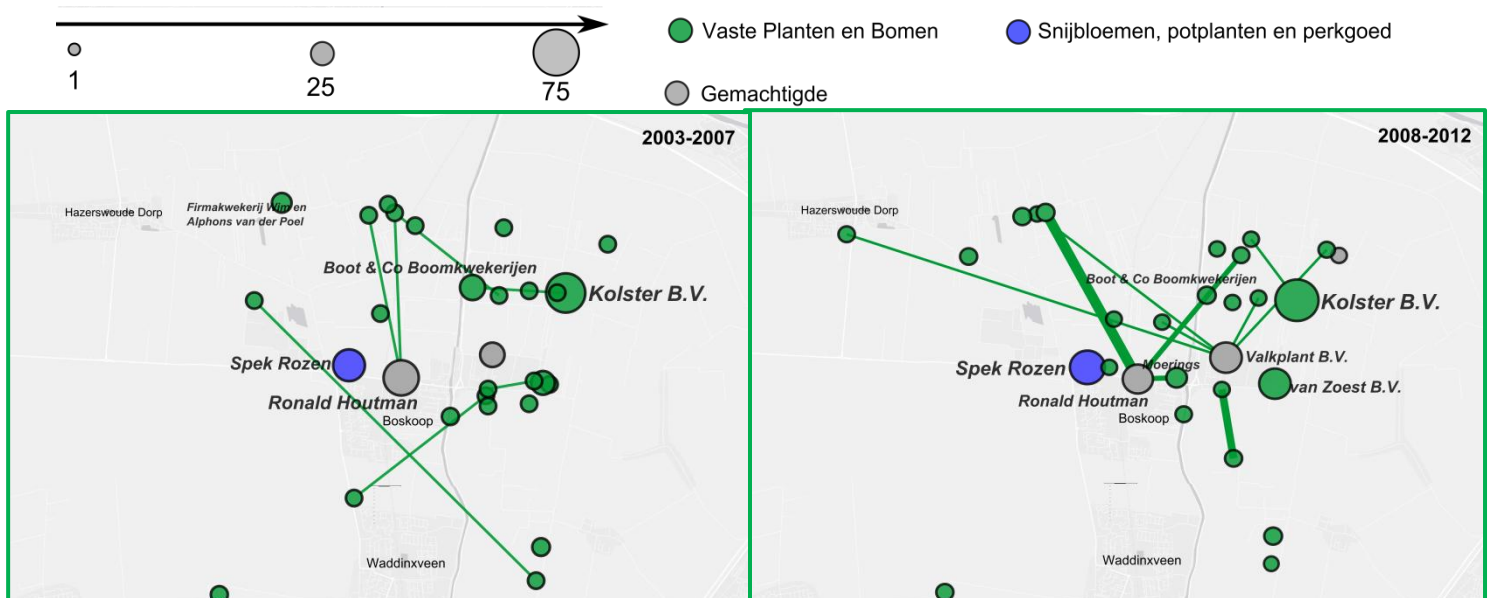 1
25
75
Vaste Planten en Bomen
Snijbloemen, potplanten en perkgoed
Gemachtigde
2003-2007
Hazerswoude Dorp
Firmakwekerij Wim en
Alphons van der Poel
Boot & Co Boomkwekerijen
Kolster B.V.
Spek Rozen
Ronald Houtman
Boskoop
Waddinxveen
2008-2012
Hazerswoude Dorp
Boot & Co Boomkwekerijen
Kolster B.V.
Valkplant B.V.
Moerings
Spek Rozen
van Zoest B.V.
Ronald Houtman
Boskoop
Waddinxveen